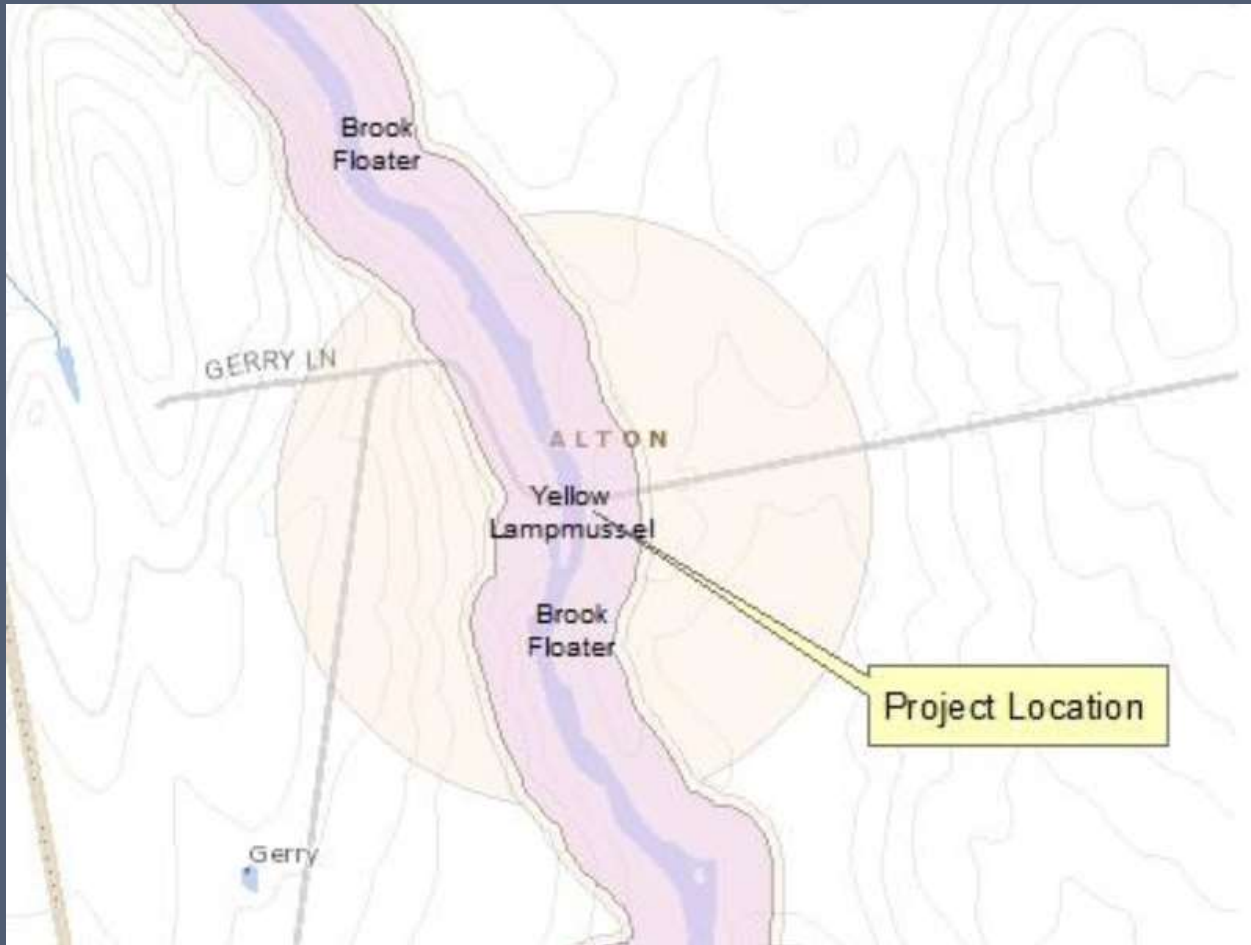 Brook
Floater
GERRY LN
ALTON
Yellow
Lampmussel
Brook
Floater
Project Location
Gerry